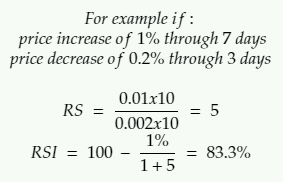 For example if :
price increase of 1% through 7 days
price decrease of 0.2% through 3 days
RS = 0.01x10 / 0.002x10 = 5
RSI = 100 − 1% / 1+5 = 83.3%